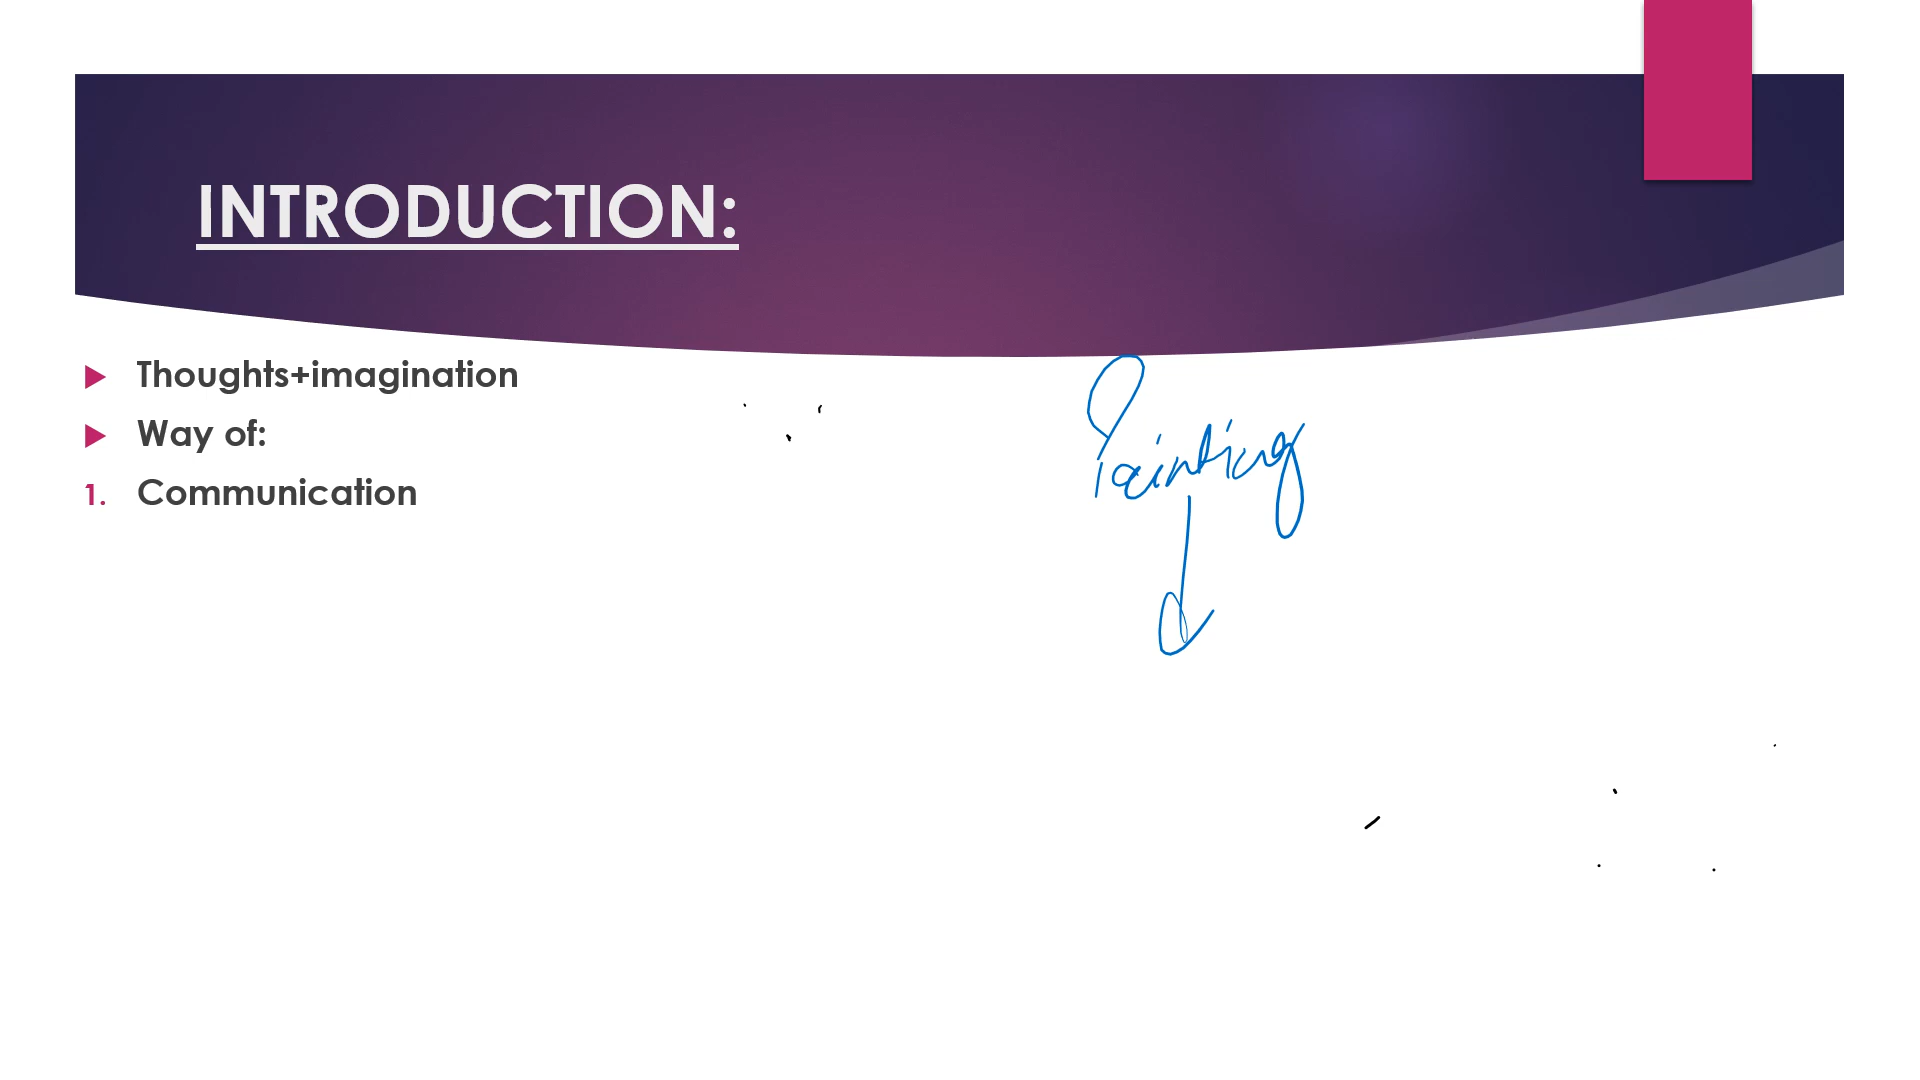 INTRODUCTION:
Thoughts+imagination
Way of:
1. Communication
Painting